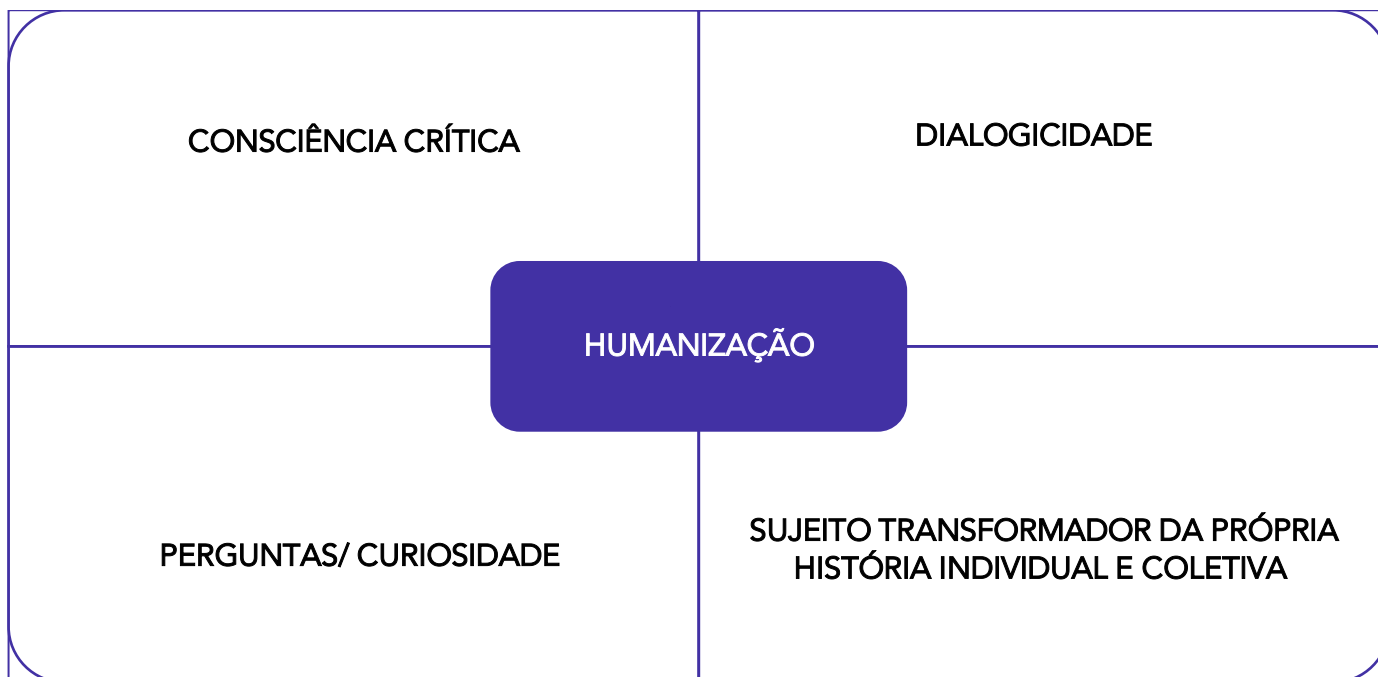 CONSCIÊNCIA CRÍTICA
DIALOGICIDADE
HUMANIZAÇÃO
PERGUNTAS/ CURIOSIDADE
SUJEITO TRANSFORMADOR DA PRÓPRIA
HISTÓRIA INDIVIDUAL E COLETIVA